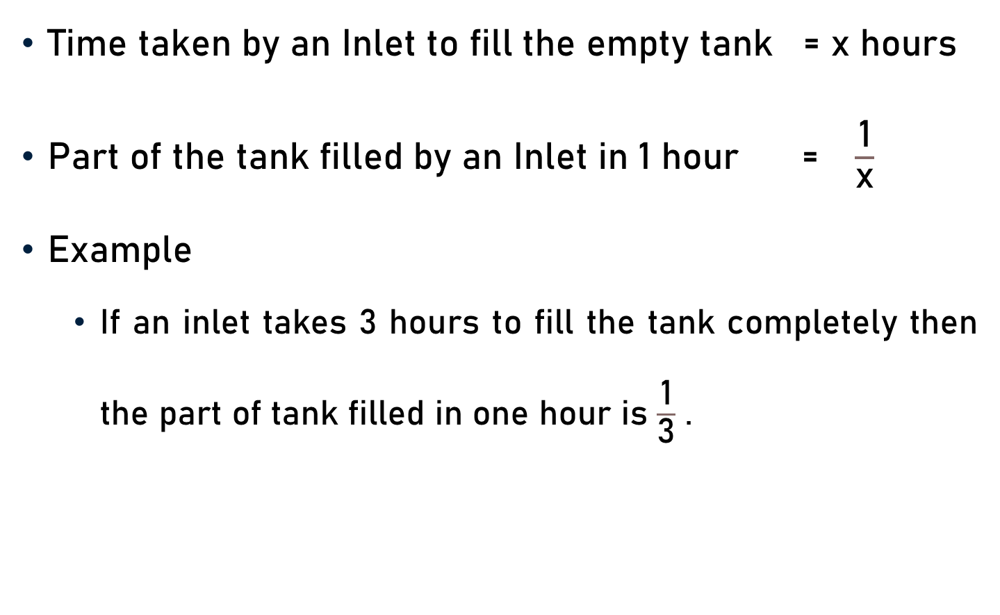 • Time taken by an Inlet to fill the empty tank = x hours
• Part of the tank filled by an Inlet in 1 hour = 1/x
• Example
• If an inlet takes 3 hours to fill the tank completely then
the part of tank filled in one hour is 1/3 .